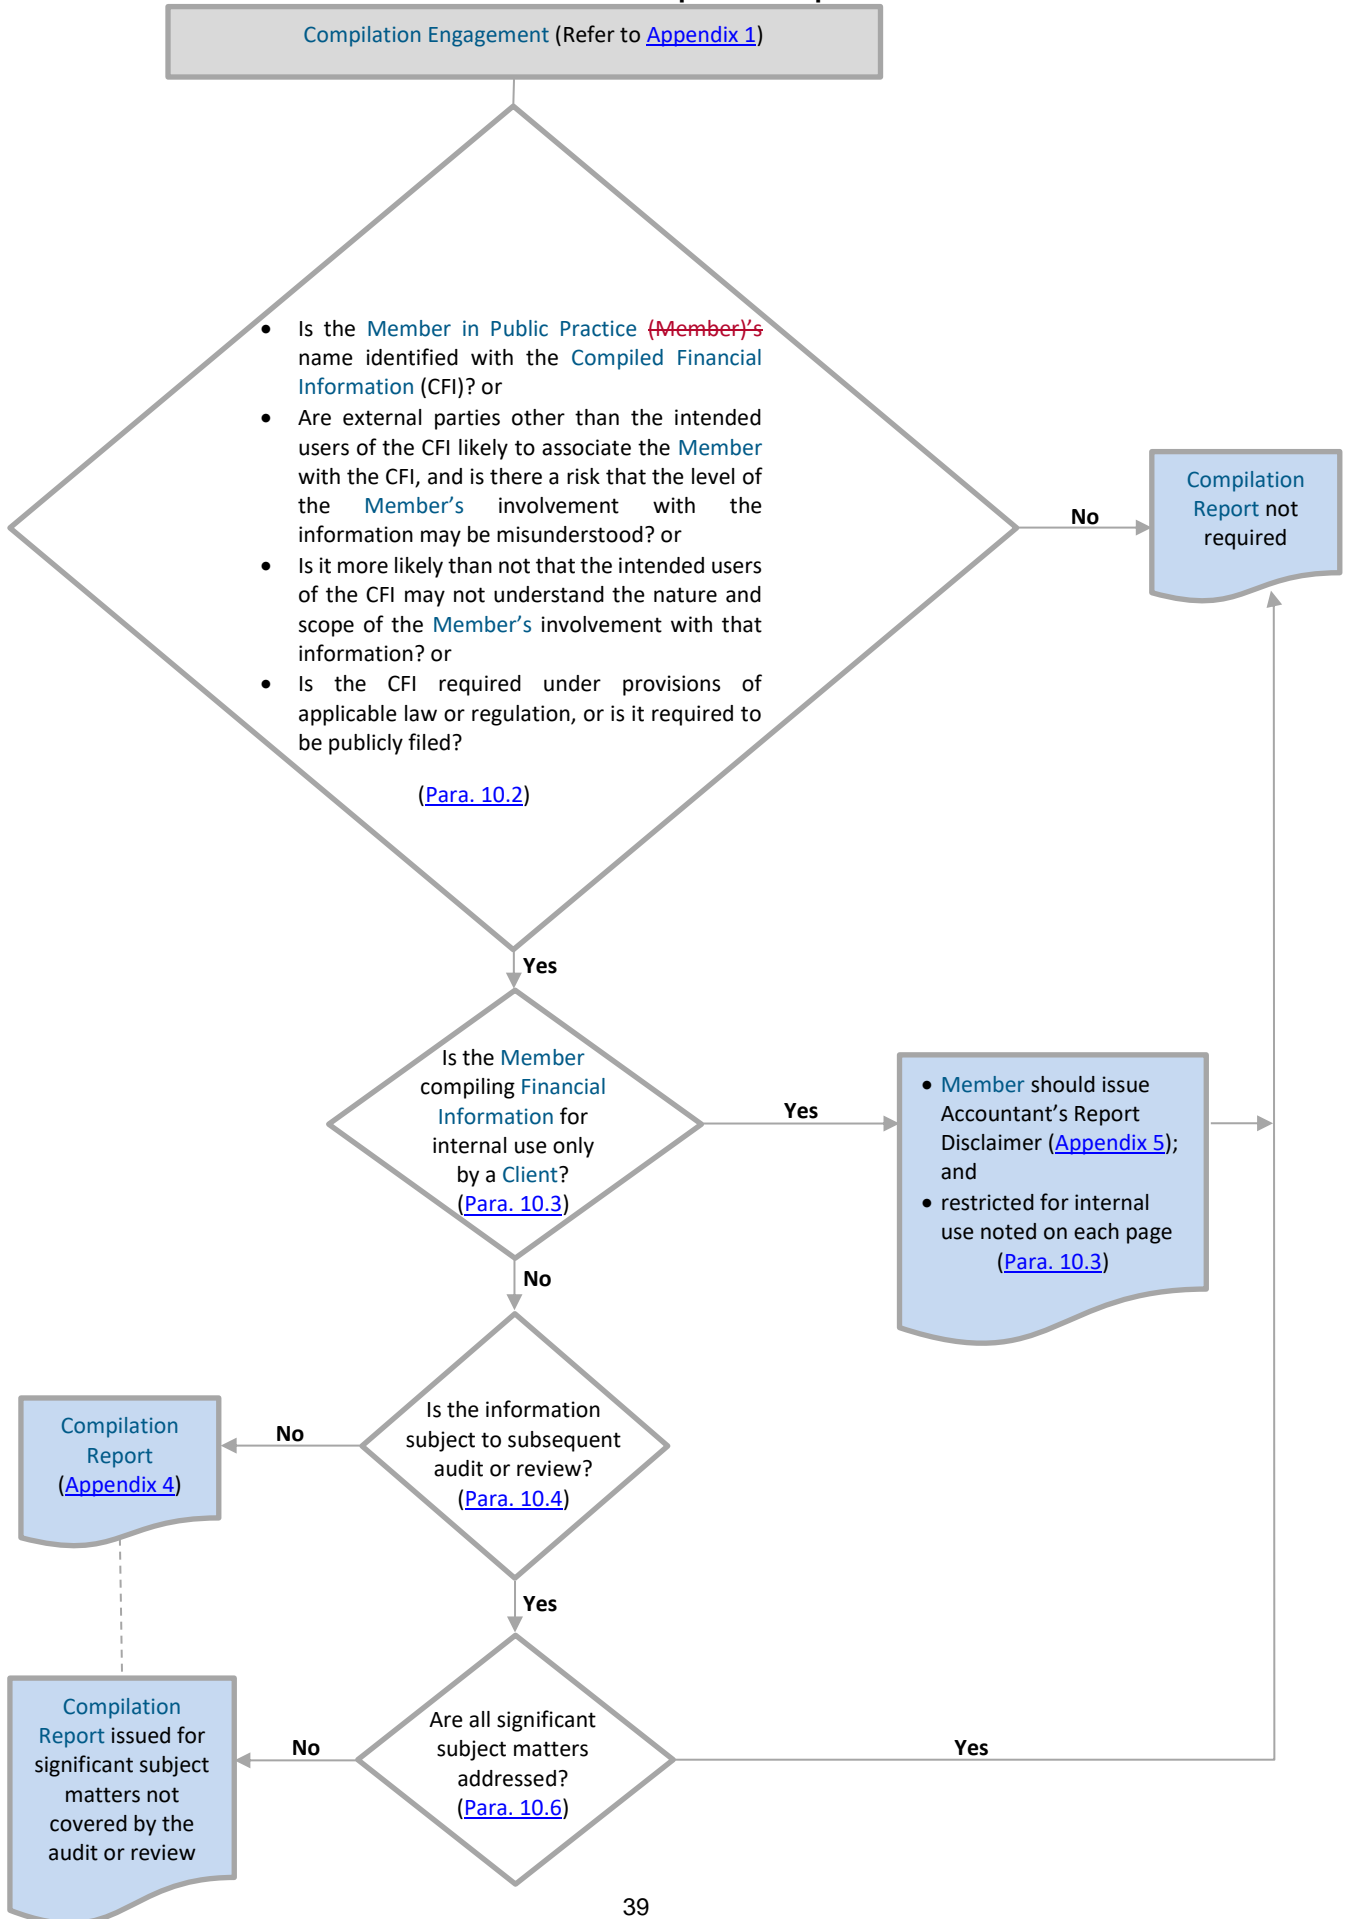 Compilation Engagement (Refer to Appendix 1)
• Is the Member in Public Practice (Member)'s
name identified with the Compiled Financial
Information (CFI)? or
• Are external parties other than the intended
users of the CFI likely to associate the Member
with the CFI, and is there a risk that the level of
the Member's involvement with the
information may be misunderstood? or
• Is it more likely than not that the intended users
of the CFI may not understand the nature and
scope of the Member's involvement with that
information? or
• Is the CFI required under provisions of
applicable law or regulation, or is it required to
be publicly filed?
(Para. 10.2)
No
Compilation
Report not
required
Yes
Is the Member
compiling Financial
Information for
internal use only
by a Client?
(Para. 10.3)
Yes
• Member should issue
Accountant's Report
Disclaimer (Appendix 5);
and
• restricted for internal
use noted on each page
(Para. 10.3)
No
Is the information
subject to subsequent
audit or review?
(Para. 10.4)
No
Compilation
Report
(Appendix 4)
Yes
Are all significant
subject matters
addressed?
(Para. 10.6)
No
Compilation
Report issued for
significant subject
matters not
covered by the
audit or review
Yes
39